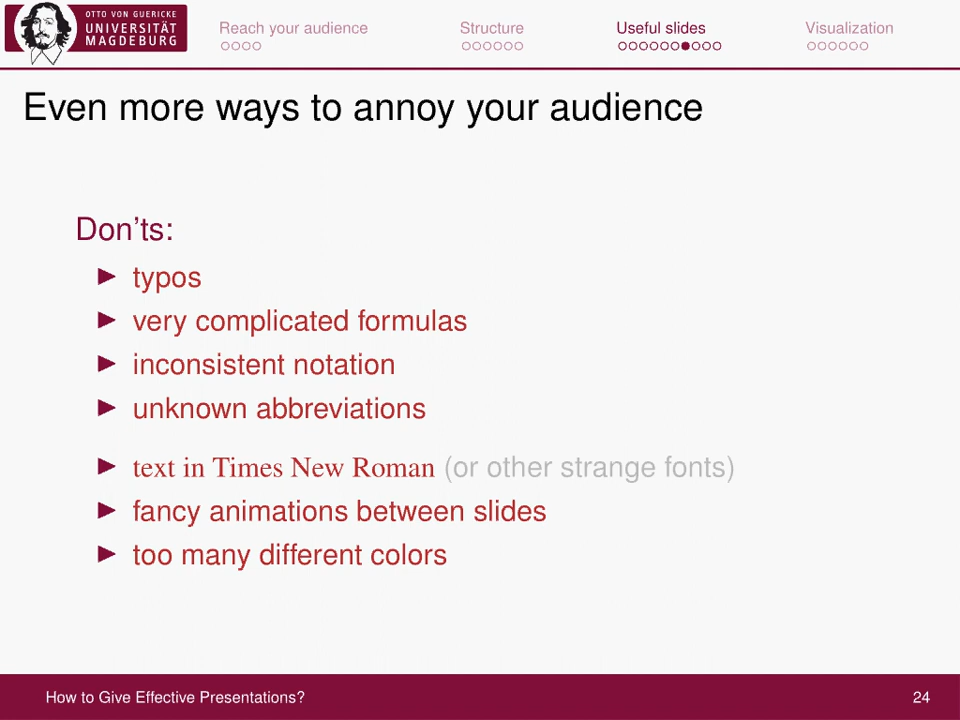 OTTO VON GUERICKE
UNIVERSITÄT
MAGDEBURG
Reach your audience
Structure
Useful slides
Visualization
Even more ways to annoy your audience
Don'ts:
typos
very complicated formulas
inconsistent notation
unknown abbreviations
text in Times New Roman (or other strange fonts)
fancy animations between slides
too many different colors
How to Give Effective Presentations?
24